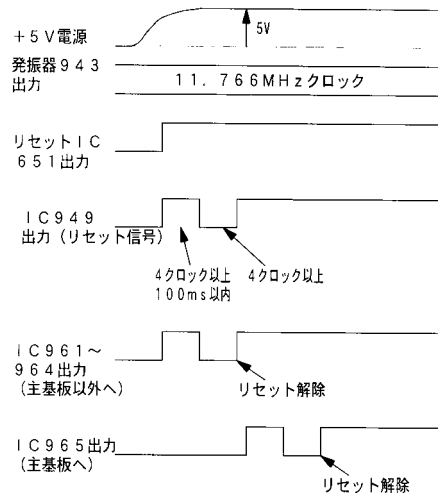 +5V電源
5V
発振器943
出力
11.766MHzクロック
リセットIC
651出力
IC949
出力(リセット信号)
4クロック以上
100ms以内
4クロック以上
IC961~
964出力
(主基板以外へ)
リセット解除
IC965出力
(主基板へ)
リセット解除